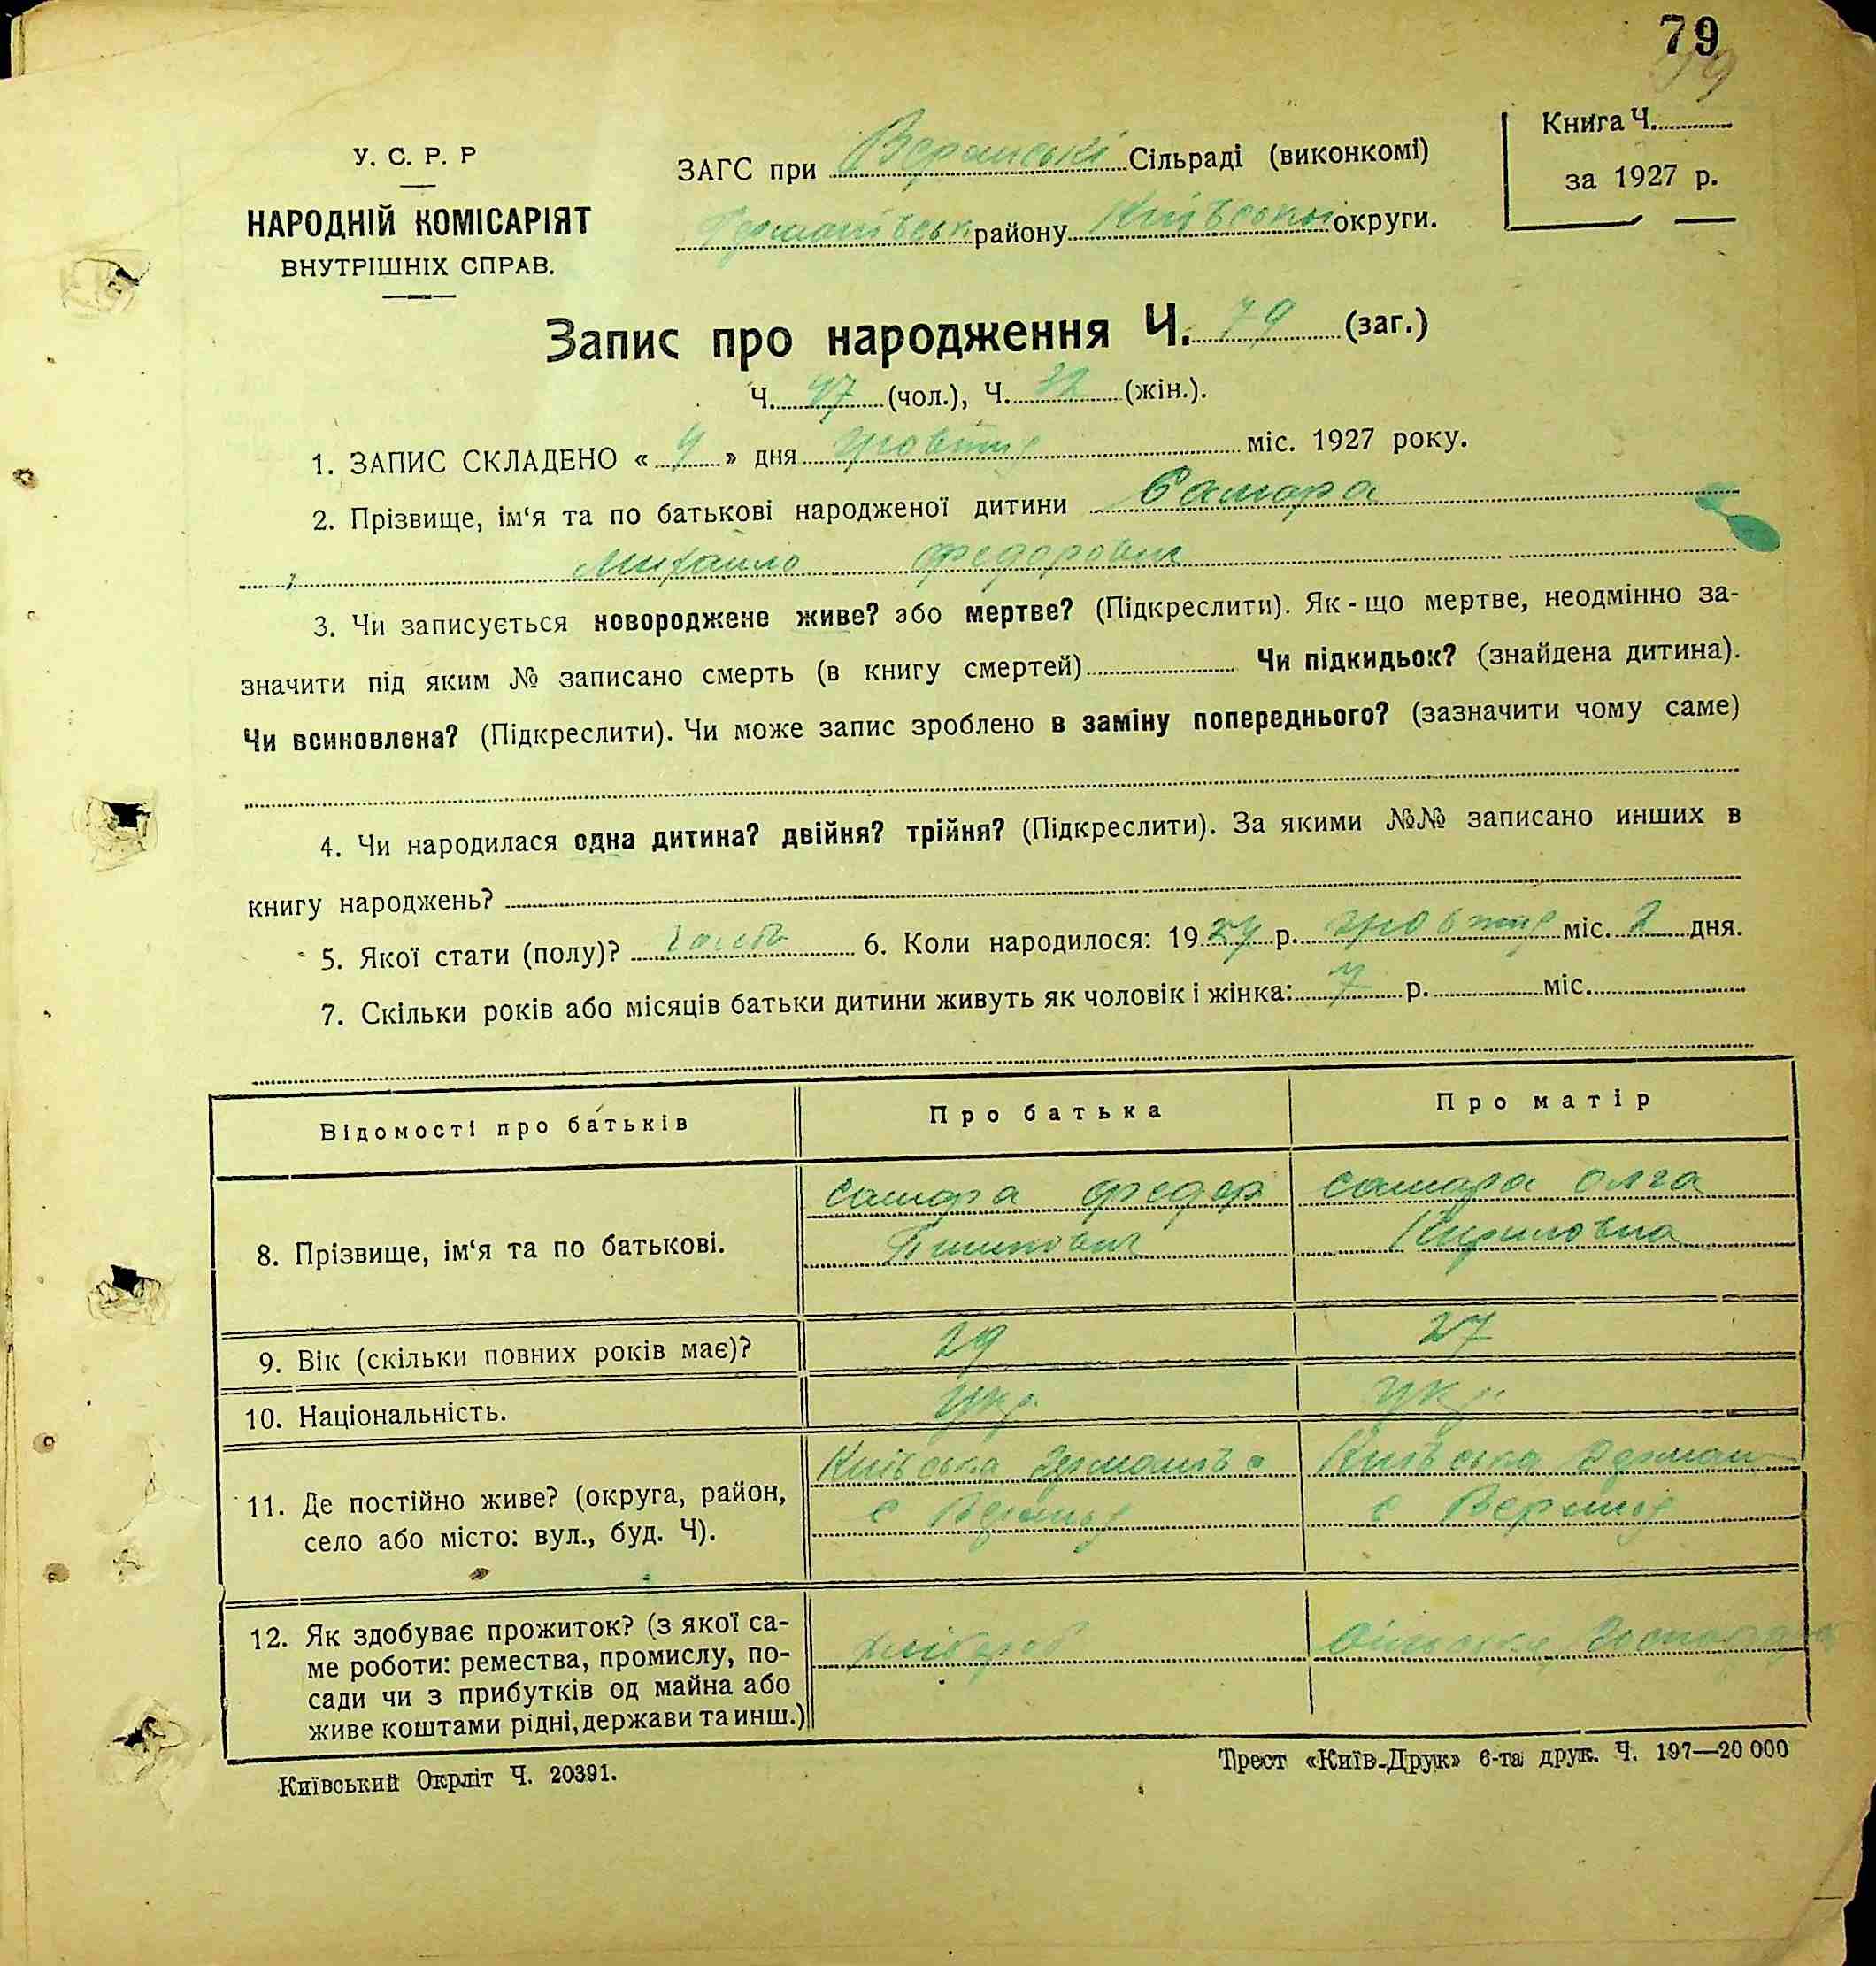 79
79
У. С. Р. Р
НАРОДНІЙ КОМІСАРІЯТ
ВНУТРІШНІХ СПРАВ.
ЗАГС при Сільраді (виконкомі)
району Київської округи.
Книга Ч.
за 1927 р.
Запис про народження Ч. 79 (заг.)
Ч. 47 (чол.), Ч. 32 (жін.).
1. ЗАПИС СКЛАДЕНО « » дня жовтня міс. 1927 року.
2. Прізвище, ім‘я та по батькові народженої дитини Самара
Михайло Федорович
3. Чи записується новороджене живе? або мертве? (Підкреслити). Як-що мертве, неодмінно за-
значити під яким № записано смерть (в книгу смертей) Чи підкидьок? (знайдена дитина).
Чи всиновлена? (Підкреслити). Чи може запис зроблено в заміну попереднього? (зазначити чому саме)
4. Чи народилася одна дитина? двійня? трійня? (Підкреслити). За якими №№ записано инших в
книгу народжень?
5. Якої стати (полу)? 6. Коли народилося: 1927 р. жовтня міс. 2 дня.
7. Скільки років або місяців батьки дитини живуть як чоловік і жінка: 7 р. міс.
Відомості про батьків Про батька Про матір
8. Прізвище, ім‘я та по батькові.
самара федор
самара олга
Кириловна
9. Вік (скільки повних років має)? 29 27
10. Національність. укр. укр.
11. Де постійно живе? (округа, район,
село або місто: вул., буд. Ч).
Київська
с
Київська Герман
с
12. Як здобуває прожиток? (з якої са-
ме роботи: ремества, промислу, по-
сади чи з прибутків од майна або
живе коштами рідні, держави та инш.)
хлібороб
Київський Окрліт Ч. 20391.
Трест «Київ-Друк» 6-та друк. Ч. 197—20 000